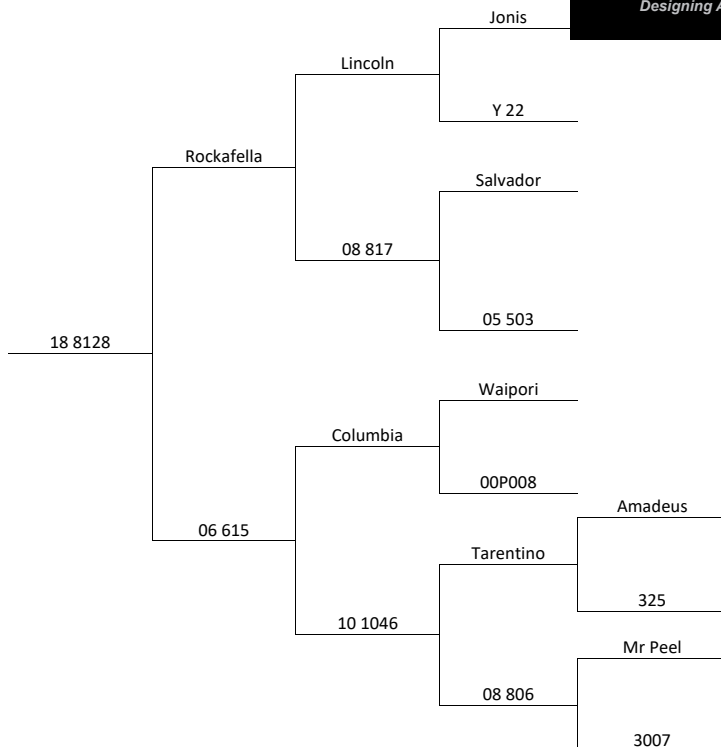 Designing A
Jonis
Lincoln
Y 22
Rockafella
Salvador
08 817
05 503
18 8128
Waipori
Columbia
00P008
Amadeus
06 615
Tarentino
325
10 1046
Mr Peel
08 806
3007